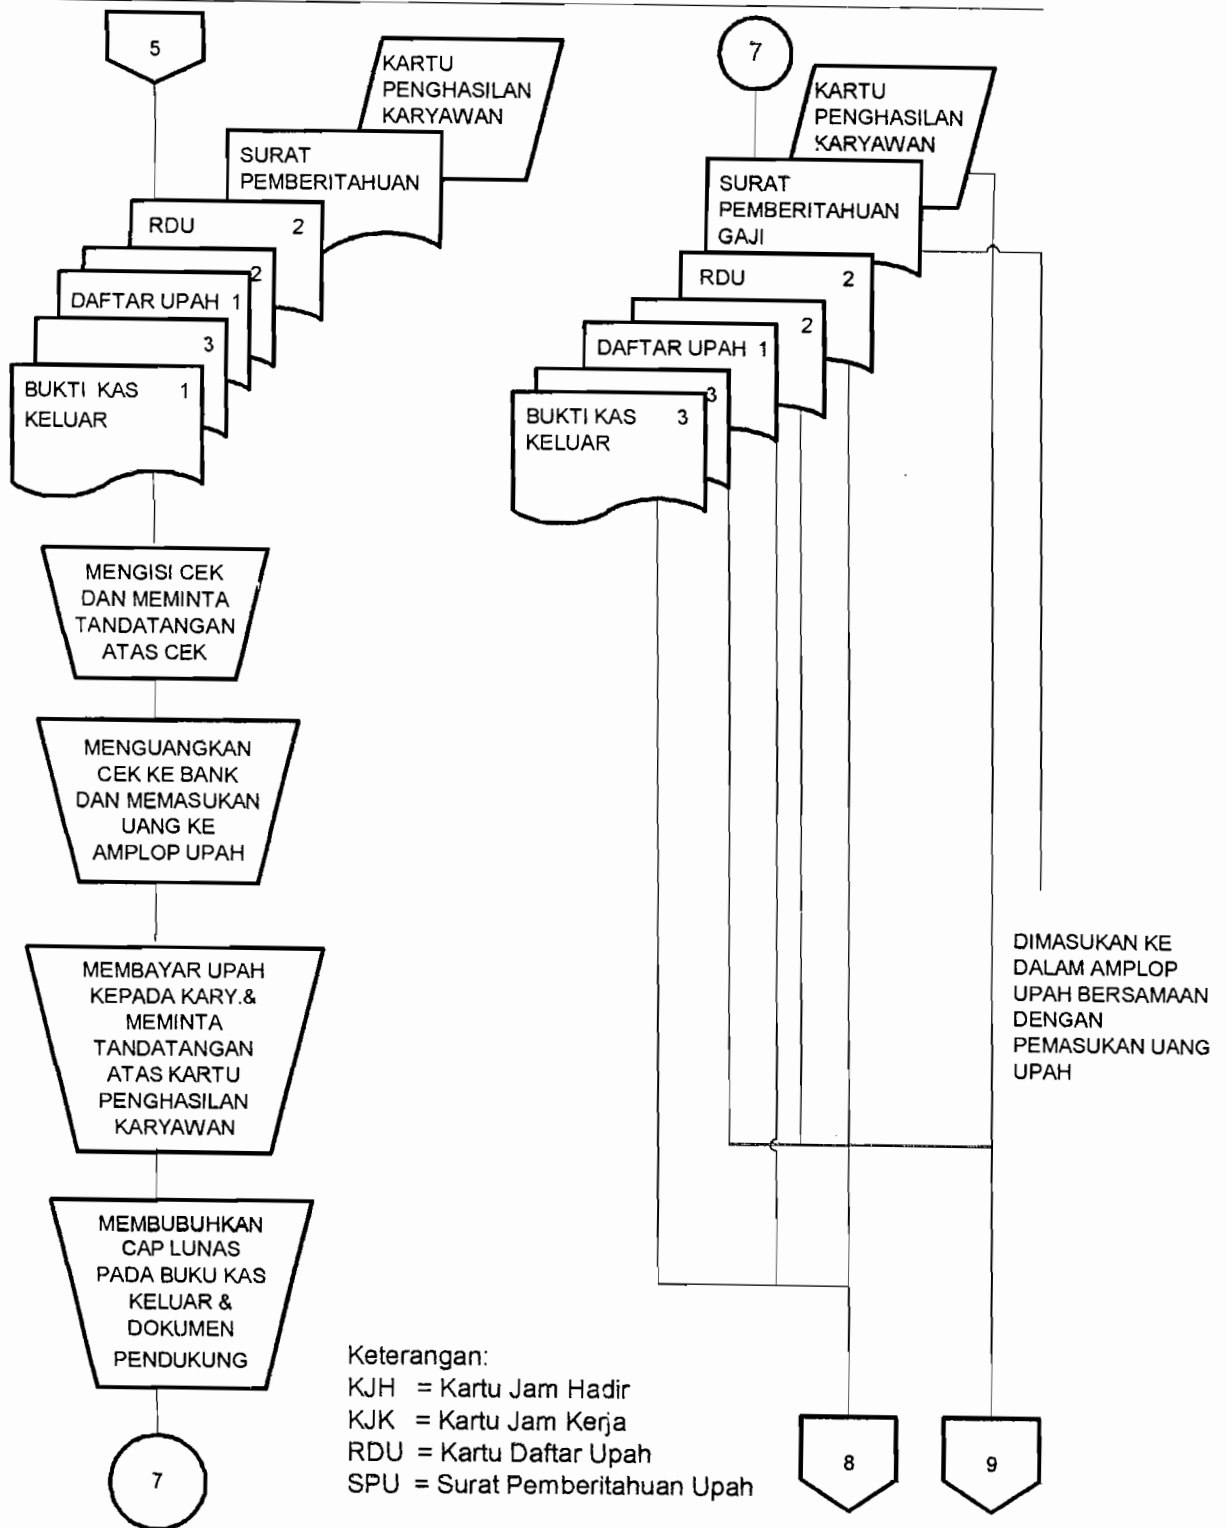 5
KARTU
PENGHASILAN
KARYAWAN
SURAT
PEMBERITAHUAN
RDU 2
2
DAFTAR UPAH 1
3
BUKTI KAS 1
KELUAR
MENGISI CEK
DAN MEMINTA
TANDATANGAN
ATAS CEK
MENGUANGKAN
CEK KE BANK
DAN MEMASUKAN
UANG KE
AMPLOP UPAH
MEMBAYAR UPAH
KEPADA KARY.&
MEMINTA
TANDATANGAN
ATAS KARTU
PENGHASILAN
KARYAWAN
MEMBUBUHKAN
CAP LUNAS
PADA BUKU KAS
KELUAR &
DOKUMEN
PENDUKUNG
7
7
KARTU
PENGHASILAN
KARYAWAN
SURAT
PEMBERITAHUAN
GAJI
RDU 2
2
DAFTAR UPAH 1
3
BUKTI KAS 3
KELUAR
DIMASUKAN KE
DALAM AMPLOP
UPAH BERSAMAAN
DENGAN
PEMASUKAN UANG
UPAH
8
9
Keterangan:
KJH = Kartu Jam Hadir
KJK = Kartu Jam Kerja
RDU = Kartu Daftar Upah
SPU = Surat Pemberitahuan Upah